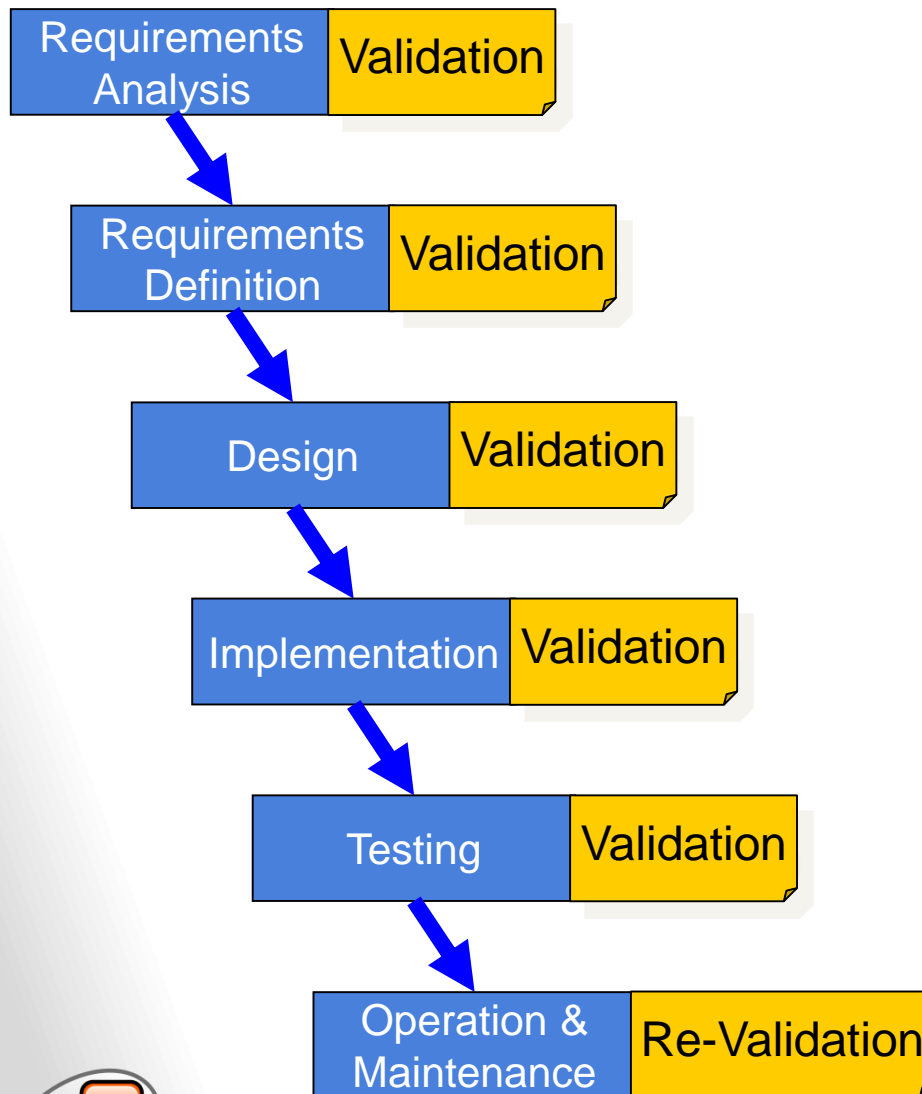 Requirements
Analysis
Validation
Requirements
Definition
Validation
Design
Validation
Implementation
Validation
Testing
Validation
Operation &
Maintenance
Re-Validation